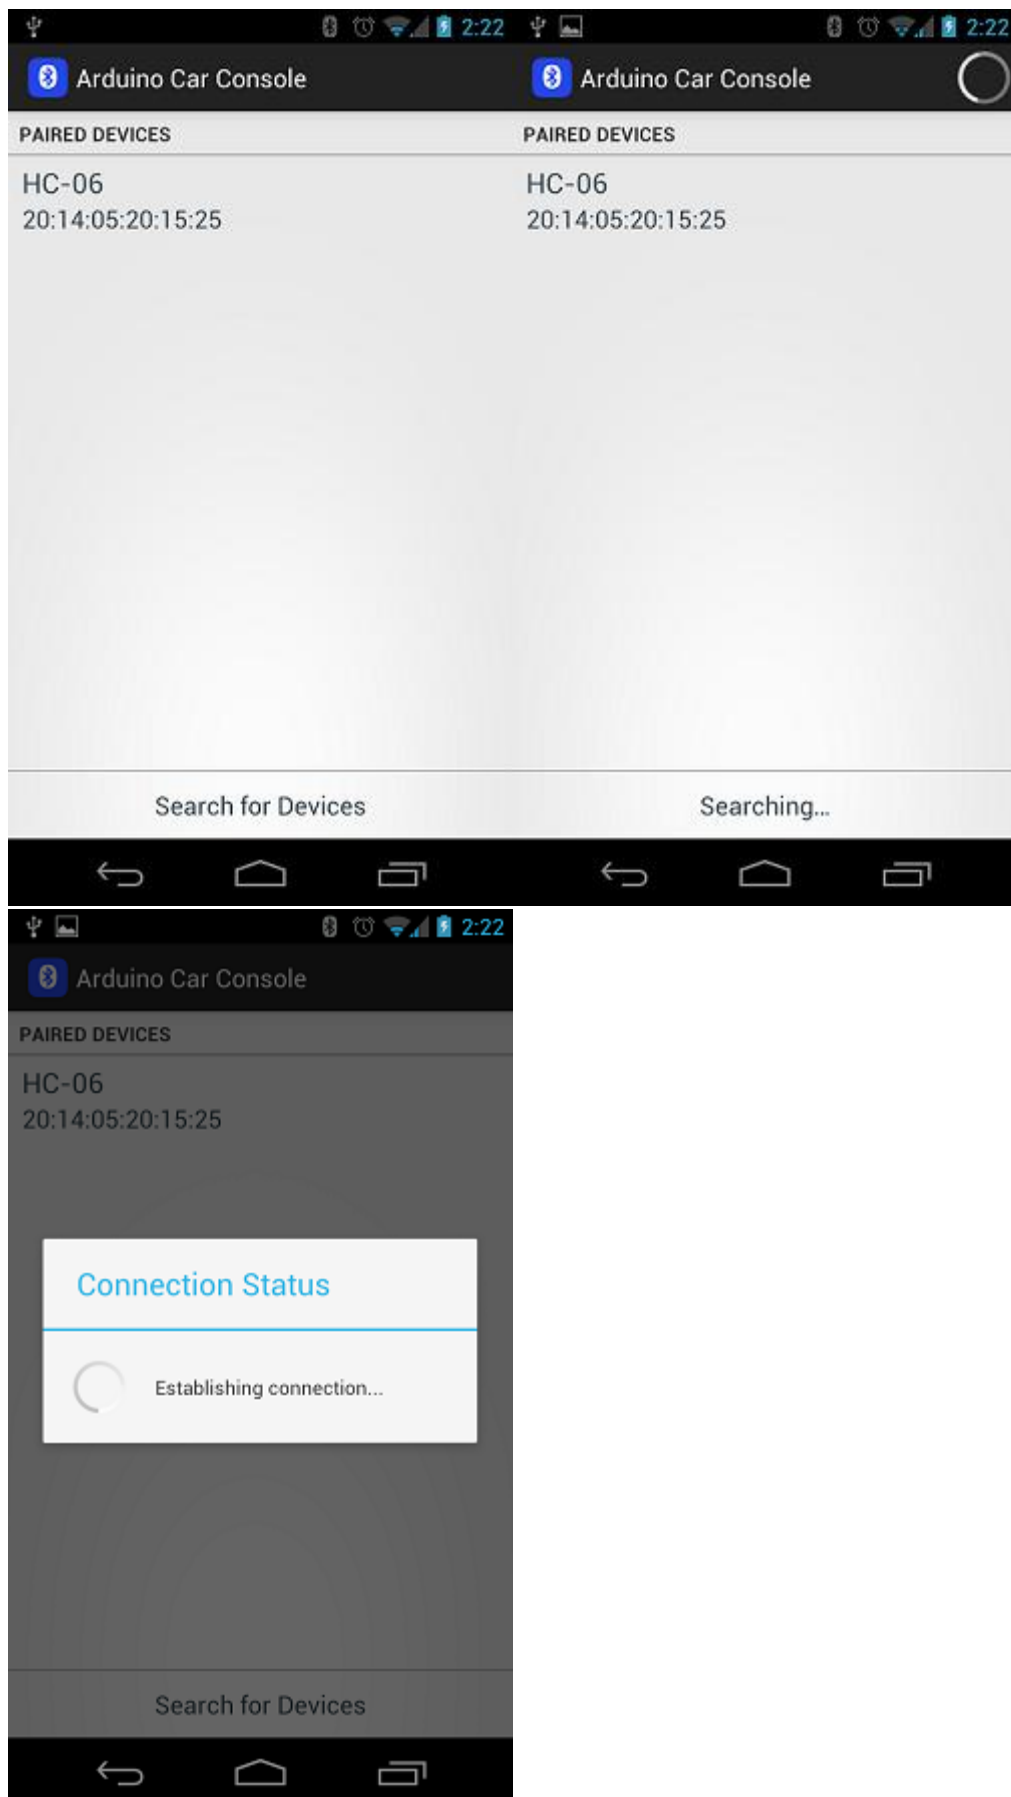 2:22
Arduino Car Console
PAIRED DEVICES
HC-06
20:14:05:20:15:25
Search for Devices
2:22
Arduino Car Console
PAIRED DEVICES
HC-06
20:14:05:20:15:25
Searching...
2:22
Arduino Car Console
PAIRED DEVICES
HC-06
20:14:05:20:15:25
Connection Status
Establishing connection...
Search for Devices